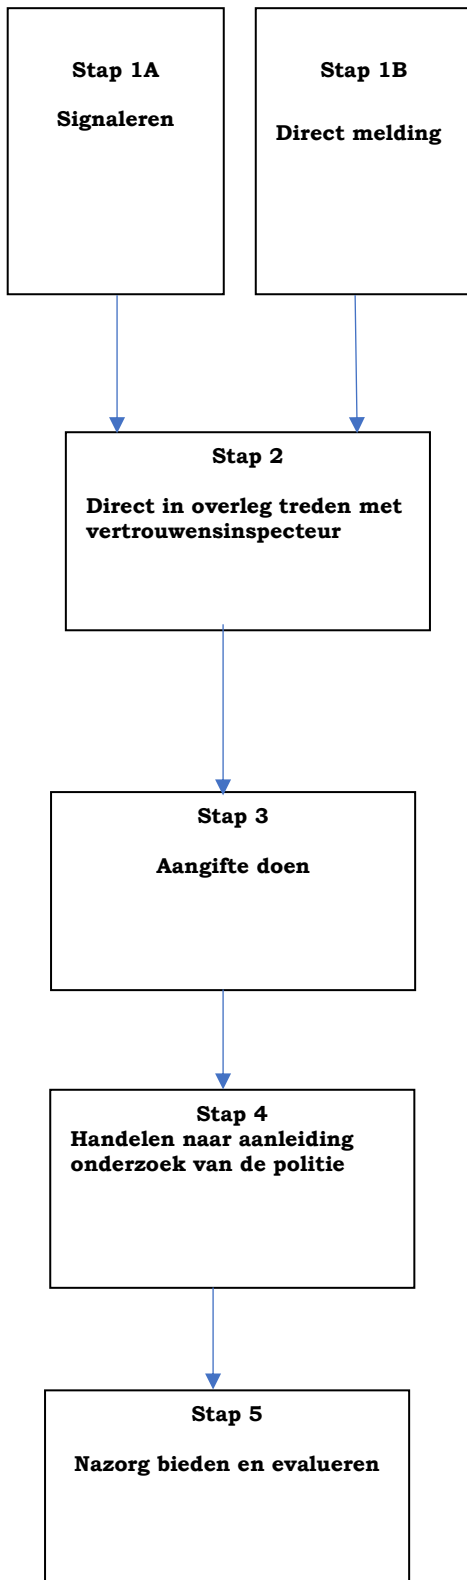 Stap 1A
Signaleren
Stap 1B
Direct melding
Stap 2
Direct in overleg treden met
vertrouwensinspecteur
Stap 3
Aangifte doen
Stap 4
Handelen naar aanleiding
onderzoek van de politie
Stap 5
Nazorg bieden en evalueren